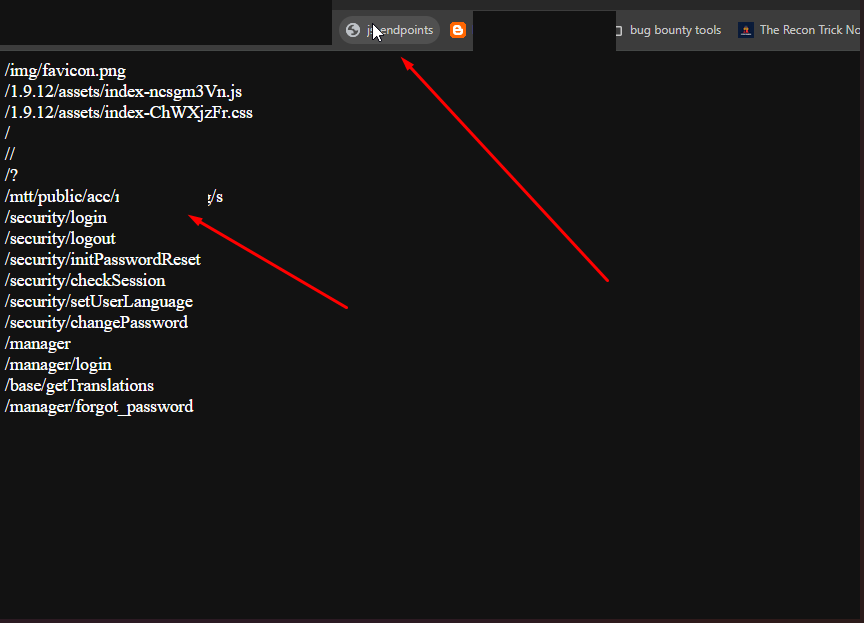 endpoints
bug bounty tools
The Recon Trick No
/img/favicon.png
/1.9.12/assets/index-ncsgm3Vn.js
/1.9.12/assets/index-ChWXjzFr.css
/
//
/?
/mtt/public/acc/ /s
/security/login
/security/logout
/security/initPasswordReset
/security/checkSession
/security/setUserLanguage
/security/changePassword
/manager
/manager/login
/base/getTranslations
/manager/forgot_password